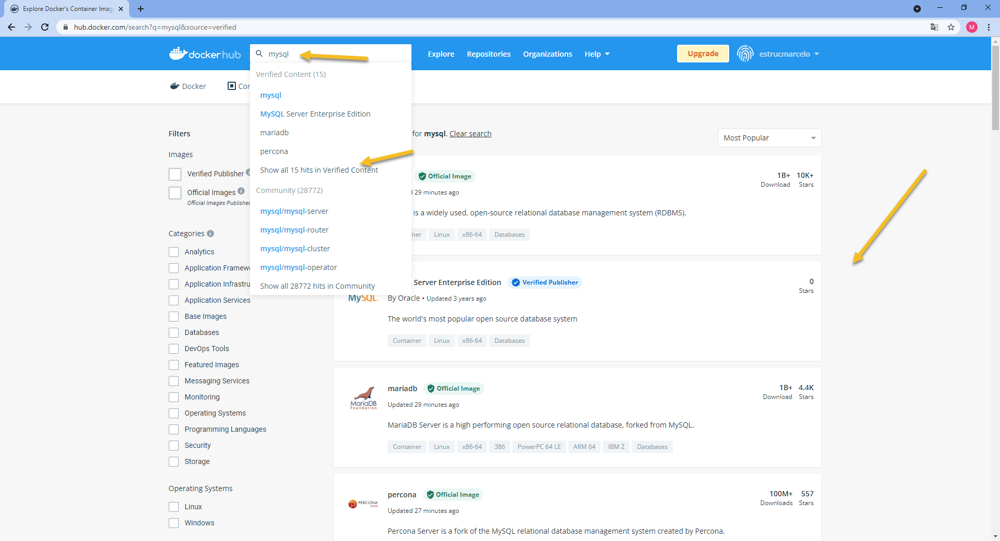 Explore Docker's Container Imag
hub.docker.com/search?q=mysql&source=verified
M
docker hub
mysql
Explore
Repositories
Organizations
Help
Upgrade
estrucmarcelo
Docker
Con
Verified Content (15)
mysql
MySQL Server Enterprise Edition
mariadb
percona
Show all 15 hits in Verified Content
Community (28772)
mysql/mysql-server
mysql/mysql-router
mysql/mysql-cluster
mysql/mysql-operator
Show all 28772 hits in Community
Filters
Images
Verified Publisher
Official Images
Official Images Published
Categories
Analytics
Application Framew
Application Infrastru
Application Services
Base Images
Databases
DevOps Tools
Featured Images
Messaging Services
Monitoring
Operating Systems
Programming Languages
Security
Storage
Operating Systems
Linux
Windows
for mysql. Clear search
Most Popular
Official Image
29 minutes ago
is a widely used, open-source relational database management system (RDBMS).
ner Linux x86-64 Databases
1B+ 10K+
Download Stars
Server Enterprise Edition Verified Publisher
MySQL
By Oracle • Updated 3 years ago
The world's most popular open source database system
Container Linux x86-64 Databases
0
Stars
mariadb Official Image
MariaDB
Foundation
Updated 29 minutes ago
MariaDB Server is a high performing open source relational database, forked from MySQL.
Container Linux x86-64 386 PowerPC 64 LE ARM 64 IBM Z Databases
1B+ 4.4K
Download Stars
percona Official Image
PERCONA
SERVER
Updated 27 minutes ago
Percona Server is a fork of the MySQL relational database management system created by Percona.
100M+ 557
Downloads Stars